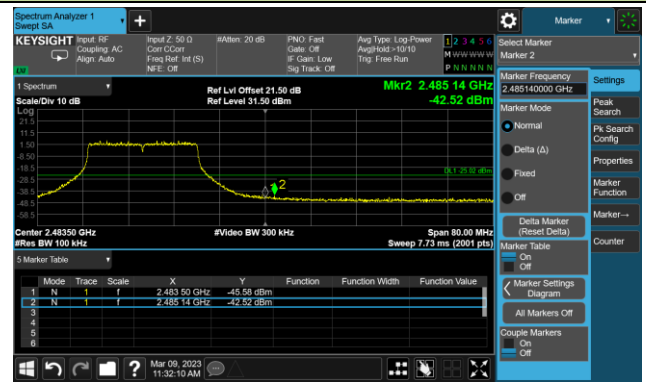 Spectrum Analyzer 1
Swept SA
Marker
KEYSIGHT
Input: RF
Coupling: AC
Align: Auto
Input Z: 50 Ω
Corr CCorr
Freq Ref: Int (S)
NFE: Off
#Atten: 20 dB
PNO: Fast
Gate: Off
IF Gain: Low
Sig Track: Off
Avg Type: Log-Power
Avg|Hold:>10/10
Trig: Free Run
1 2 3 4 5 6
M W W W W W
P N N N N N
LXI
Select Marker
Marker 2
1 Spectrum
Scale/Div 10 dB
Log
Ref Lvl Offset 21.50 dB
Ref Level 31.50 dBm
Mkr2 2.485 14 GHz
-42.52 dBm
21.5
11.5
1.50
-8.50
-18.5
-28.5
-38.5
-48.5
-58.5
DL1 -25.02 dBm
2
Center 2.48350 GHz
#Res BW 100 kHz
#Video BW 300 kHz
Span 80.00 MHz
Sweep 7.73 ms (2001 pts)
5 Marker Table
Mode Trace Scale X Y Function Function Width Function Value
1 N 1 f 2.483 50 GHz -45.58 dBm
2 N 1 f 2.485 14 GHz -42.52 dBm
3
4
5
6
Marker Frequency
2.485140000 GHz
Marker Mode
Normal
Delta (Δ)
Fixed
Off
Delta Marker
(Reset Delta)
Marker Table
On
Off
Marker Settings
Diagram
All Markers Off
Couple Markers
On
Off
Settings
Peak
Search
Pk Search
Config
Properties
Marker
Function
Marker→
Counter
?
Mar 09, 2023
11:32:10 AM